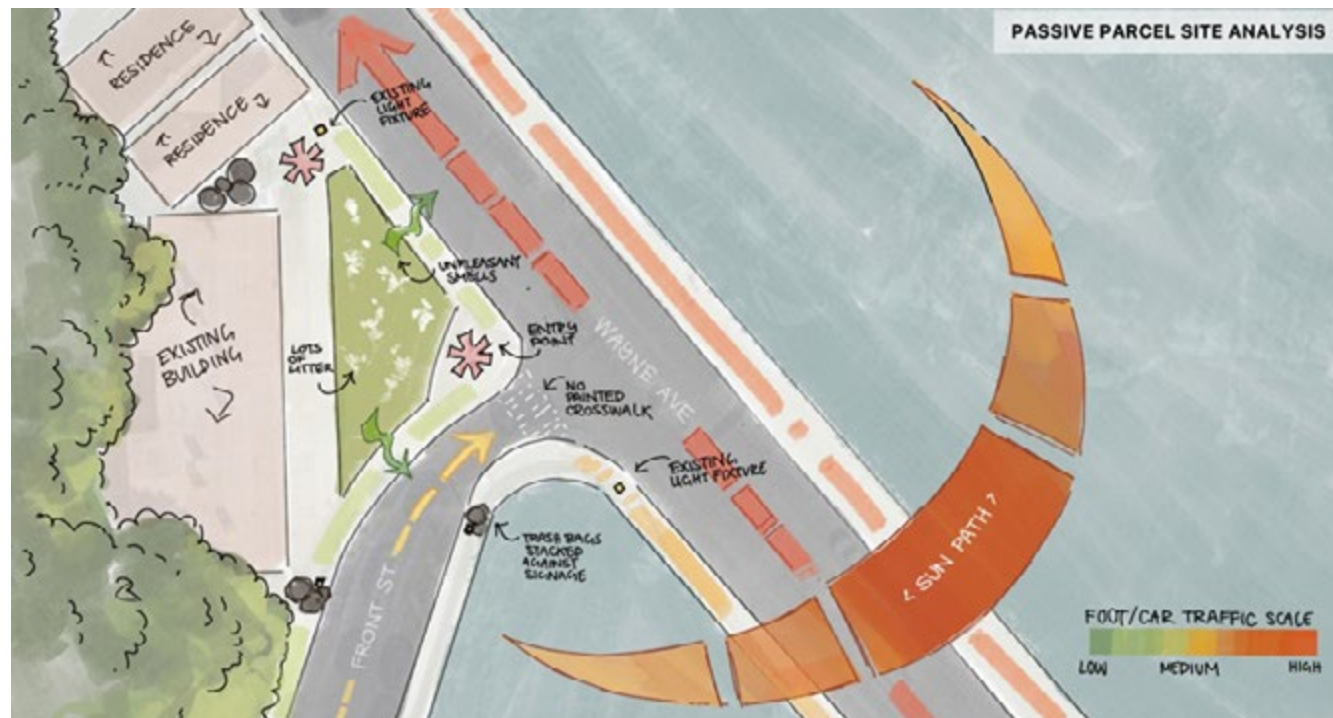 PASSIVE PARCEL SITE ANALYSIS
RESIDENCE
RESIDENCE
EXISTING
LIGHT
FIXTURE
UNPLEASANT
SMELLS
EXISTING
BUILDING
LOTS
OF
LITTER
ENTRY
POINT
NO
PAINTED
CROSSWALK
WAYNE AVE
EXISTING
LIGHT FIXTURE
TRASH BAGS
STACKED
AGAINST
SIGNAGE
FRONT ST
< SUN PATH >
FOOT/CAR TRAFFIC SCALE
LOW MEDIUM HIGH